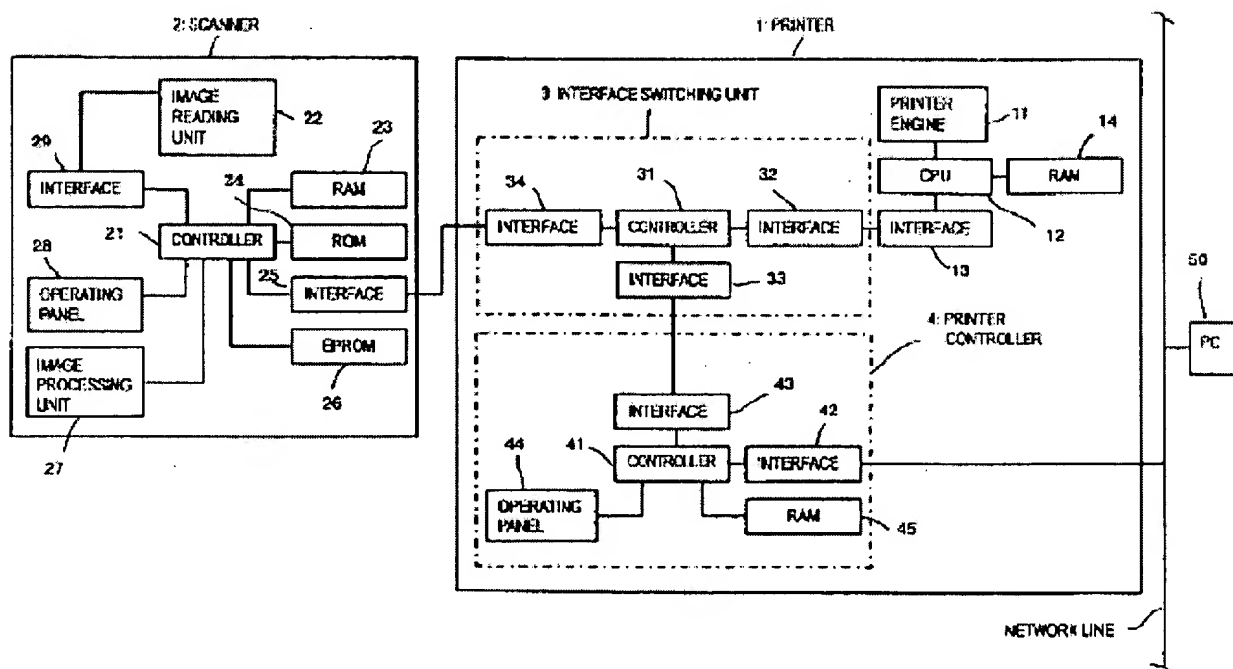 2: SCANNER
IMAGE
READING
UNIT
22
23
29
INTERFACE
24
RAM
21
CONTROLLER
ROM
28
25
OPERATING
PANEL
INTERFACE
IMAGE
PROCESSING
UNIT
EPROM
26
27
1: PRINTER
3: INTERFACE SWITCHING UNIT
PRINTER
ENGINE
11
14
34
31
32
CPU
RAM
INTERFACE
CONTROLLER
INTERFACE
INTERFACE
12
13
INTERFACE
33
4: PRINTER
CONTROLLER
50
PC
43
INTERFACE
42
44
41
CONTROLLER
INTERFACE
OPERATING
PANEL
RAM
45
NETWORK LINE